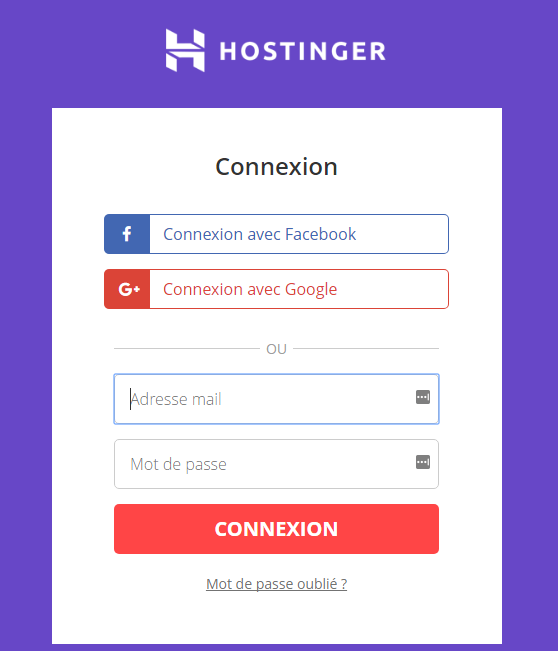 HOSTINGER
Connexion
Connexion avec Facebook
Connexion avec Google
OU
Adresse mail
Mot de passe
CONNEXION
Mot de passe oublié ?